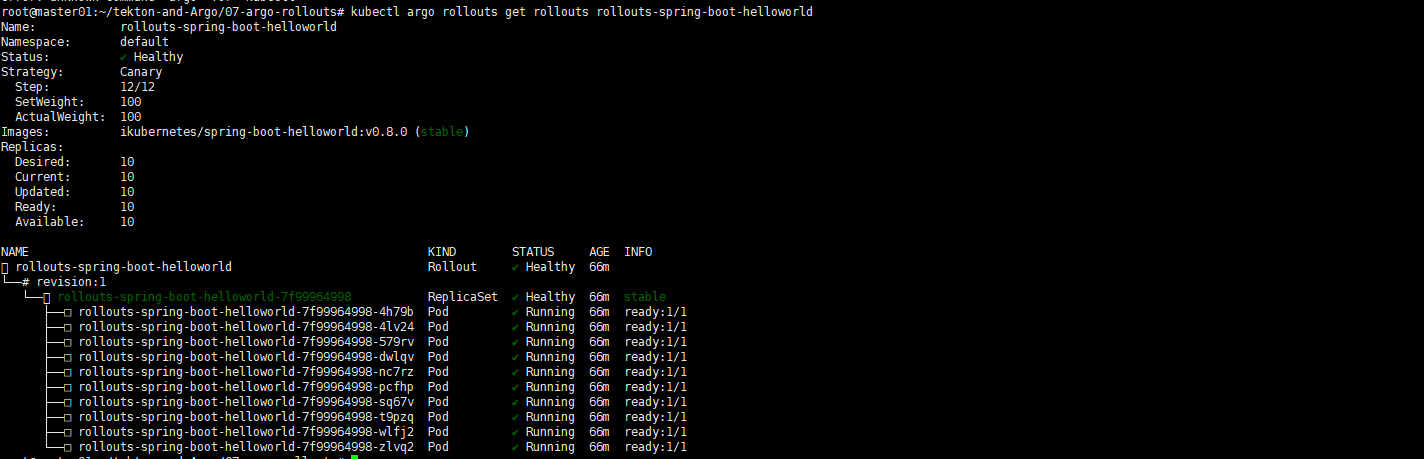 root@master01:~/tekton-and-Argo/07-argo-rollouts# kubectl argo rollouts get rollouts rollouts-spring-boot-helloworld
Name:            rollouts-spring-boot-helloworld
Namespace:       default
Status:          ✔ Healthy
Strategy:        Canary
  Step:          12/12
  SetWeight:     100
  ActualWeight:  100
Images:          ikubernetes/spring-boot-helloworld:v0.8.0 (stable)
Replicas:
  Desired:       10
  Current:       10
  Updated:       10
  Ready:         10
  Available:     10
NAME                                                         KIND        STATUS     AGE  INFO
rollouts-spring-boot-helloworld                            Rollout     ✔ Healthy  66m
└──# revision:1
   └──rollouts-spring-boot-helloworld-7f99964998           ReplicaSet  ✔ Healthy  66m  stable
      ├──□ rollouts-spring-boot-helloworld-7f99964998-4h79b  Pod         ✔ Running  66m  ready:1/1
      ├──□ rollouts-spring-boot-helloworld-7f99964998-4lv24  Pod         ✔ Running  66m  ready:1/1
      ├──□ rollouts-spring-boot-helloworld-7f99964998-579rv  Pod         ✔ Running  66m  ready:1/1
      ├──□ rollouts-spring-boot-helloworld-7f99964998-dwlqv  Pod         ✔ Running  66m  ready:1/1
      ├──□ rollouts-spring-boot-helloworld-7f99964998-nc7rz  Pod         ✔ Running  66m  ready:1/1
      ├──□ rollouts-spring-boot-helloworld-7f99964998-pcfhp  Pod         ✔ Running  66m  ready:1/1
      ├──□ rollouts-spring-boot-helloworld-7f99964998-sq67v  Pod         ✔ Running  66m  ready:1/1
      ├──□ rollouts-spring-boot-helloworld-7f99964998-t9pzq  Pod         ✔ Running  66m  ready:1/1
      ├──□ rollouts-spring-boot-helloworld-7f99964998-wlfj2  Pod         ✔ Running  66m  ready:1/1
      └──□ rollouts-spring-boot-helloworld-7f99964998-zlvq2  Pod         ✔ Running  66m  ready:1/1